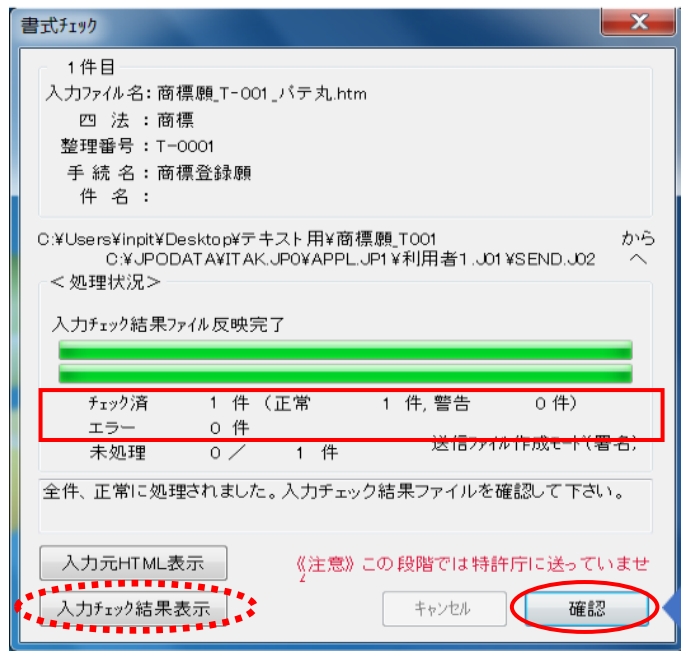 書式チェック
1件目
入力ファイル名：商標願_T-001_パテ丸.htm
四 法 ：商標
整理番号：T-0001
手 続 名：商標登録願
件 名 ：
C:¥Users¥inpit¥Desktop¥テキスト用¥商標願_T001 から
C:¥JPODATA¥ITAK.JP0¥APPL.JP1¥利用者1.J01¥SEND.J02 へ
＜処理状況＞
入力チェック結果ファイル反映完了
チェック済 1 件 （正常 1 件, 警告 0 件）
エラー 0 件
未処理 0 ／ 1 件 送信ファイル作成モード（署名）
全件、正常に処理されました。入力チェック結果ファイルを確認して下さい。
入力元HTML表示
《注意》この段階では特許庁に送っていませ
入力チェック結果表示
キャンセル
確認